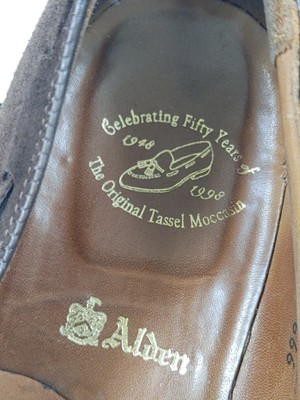 Celebrating Fifty Years of
1948
1998
The Original Tassel Moccasin
Alden